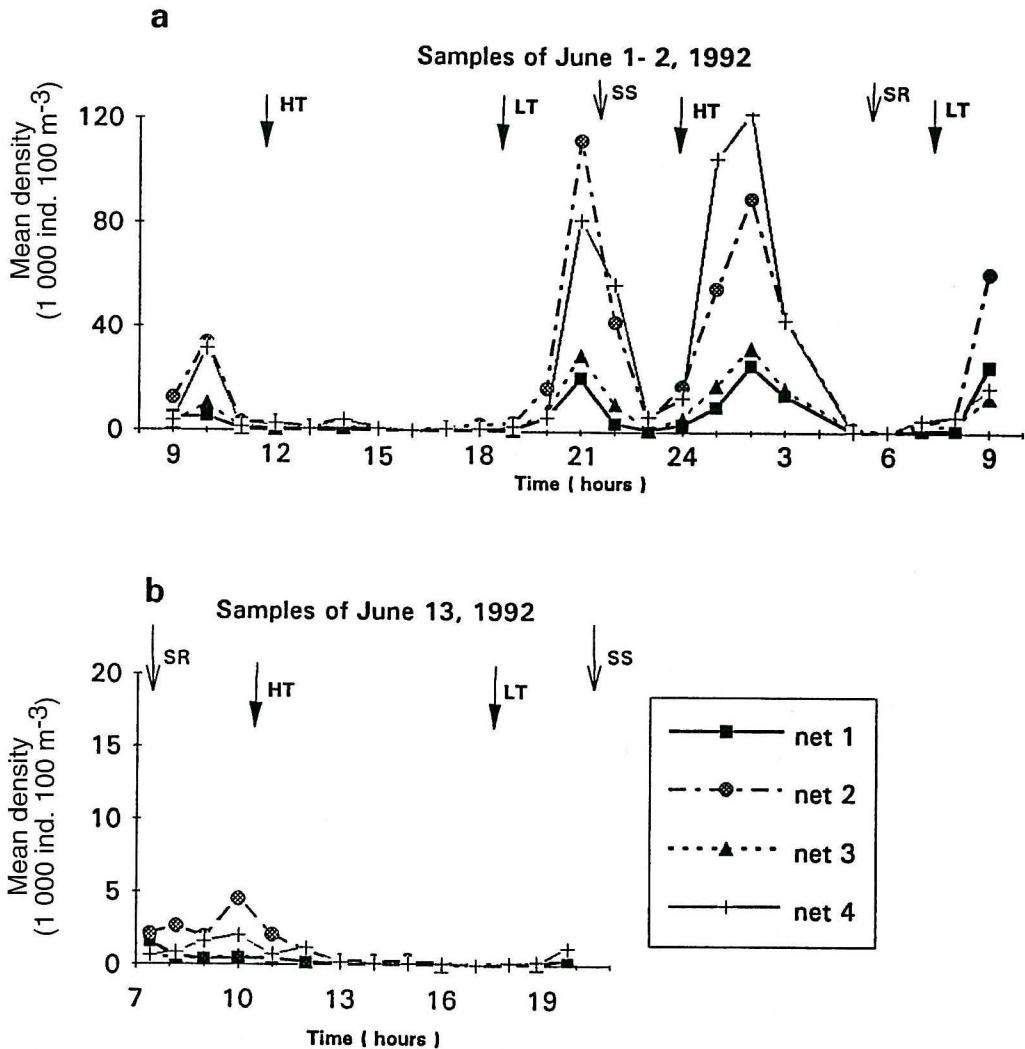 a
Samples of June 1- 2, 1992
HT LT SS HT SR LT
Mean density
(1 000 ind. 100 m-3)
120
80
40
0
9 12 15 18 21 24 3 6 9
Time ( hours )
b
Samples of June 13, 1992
SR HT LT SS
Mean density
(1 000 ind. 100 m-3)
20
15
10
5
0
7 10 13 16 19
Time ( hours )
net 1
net 2
net 3
net 4